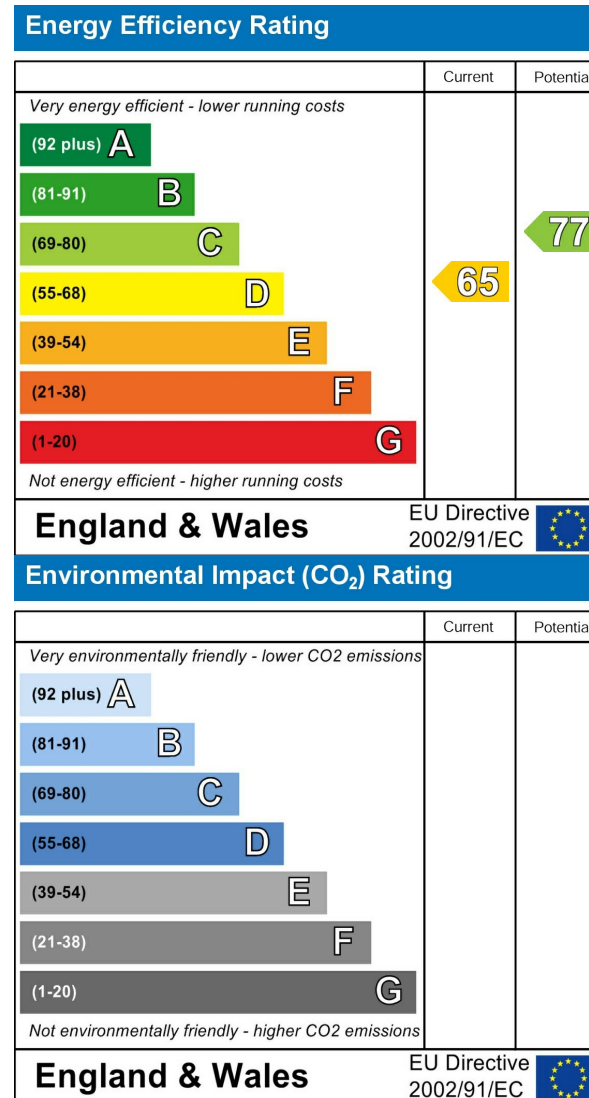 Energy Efficiency Rating
Current Potentia
Very energy efficient - lower running costs
(92 plus) A
(81-91) B
(69-80) C
77
(55-68) D
65
(39-54) E
(21-38) F
(1-20) G
Not energy efficient - higher running costs
England & Wales
EU Directive
2002/91/EC
Environmental Impact (CO₂) Rating
Current Potentia
Very environmentally friendly - lower CO2 emissions
(92 plus) A
(81-91) B
(69-80) C
(55-68) D
(39-54) E
(21-38) F
(1-20) G
Not environmentally friendly - higher CO2 emissions
England & Wales
EU Directive
2002/91/EC